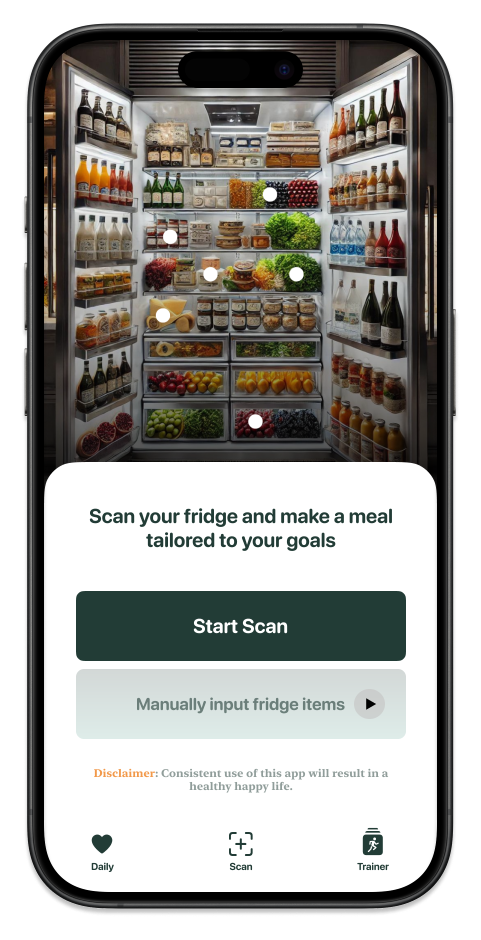 Scan your fridge and make a meal
tailored to your goals
Start Scan
Manually input fridge items
Disclaimer: Consistent use of this app will result in a
healthy happy life.
Daily
Scan
Trainer